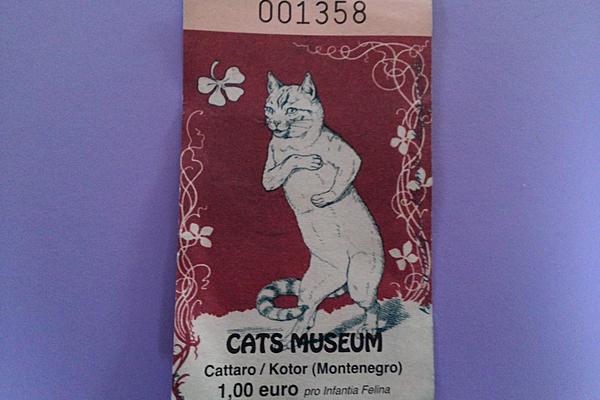 001358
CATS MUSEUM
Cattaro / Kotor (Montenegro)
1,00 euro pro Infantia Felina